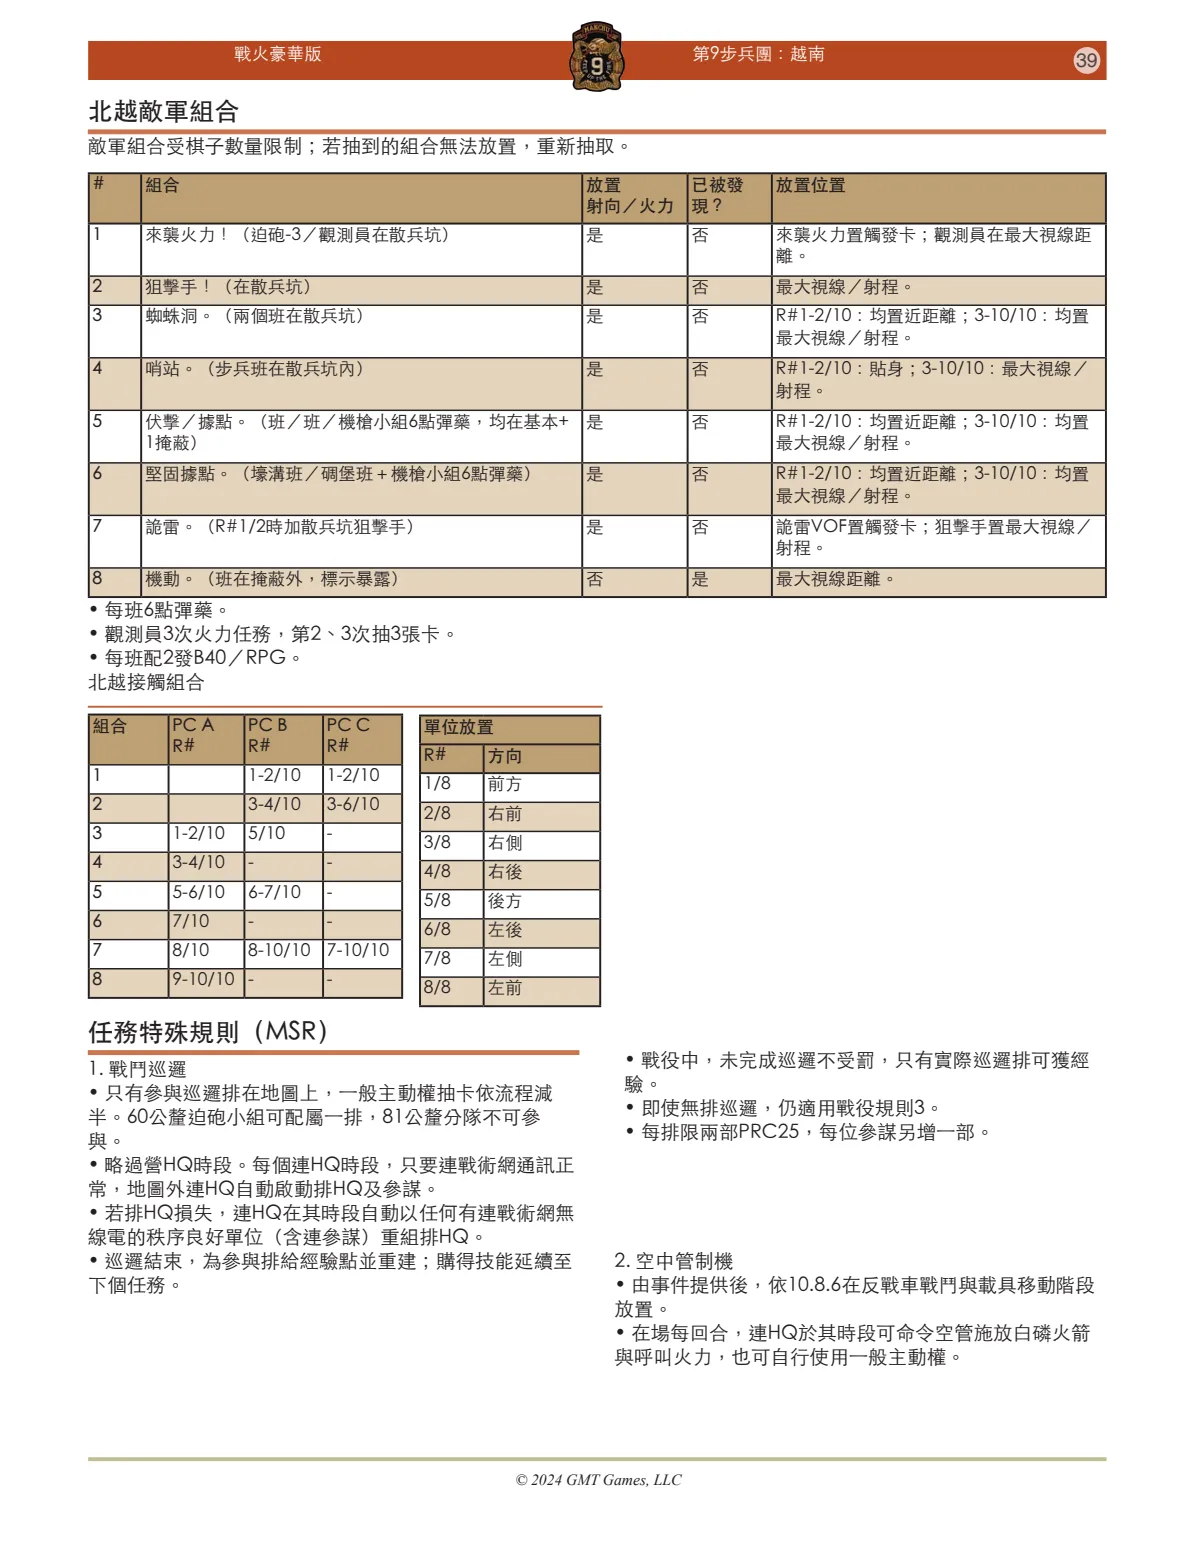 戰火豪華版
MANCHU
9
第9步兵團：越南
39
北越敵軍組合
敵軍組合受棋子數量限制；若抽到的組合無法放置，重新抽取。
# 組合 放置 已被發 放置位置
射向／火力 現？
1 來襲火力！（迫砲-3／觀測員在散兵坑） 是 否 來襲火力置觸發卡；觀測員在最大視線距
離。
2 狙擊手！（在散兵坑） 是 否 最大視線／射程。
3 蜘蛛洞。（兩個班在散兵坑） 是 否 R#1-2/10：均置近距離；3-10/10：均置
最大視線／射程。
4 哨站。（步兵班在散兵坑內） 是 否 R#1-2/10：貼身；3-10/10：最大視線／
射程。
5 伏擊／據點。（班／班／機槍小組6點彈藥，均在基本+ 是 否 R#1-2/10：均置近距離；3-10/10：均置
1掩蔽） 最大視線／射程。
6 堅固據點。（壕溝班／碉堡班＋機槍小組6點彈藥） 是 否 R#1-2/10：均置近距離；3-10/10：均置
最大視線／射程。
7 詭雷。（R#1/2時加散兵坑狙擊手） 是 否 詭雷VOF置觸發卡；狙擊手置最大視線／
射程。
8 機動。（班在掩蔽外，標示暴露） 否 是 最大視線距離。
• 每班6點彈藥。
• 觀測員3次火力任務，第2、3次抽3張卡。
• 每班配2發B40／RPG。
北越接觸組合
組合 PC A PC B PC C
R# R# R#
1 1-2/10 1-2/10
2 3-4/10 3-6/10
3 1-2/10 5/10 -
4 3-4/10 - -
5 5-6/10 6-7/10 -
6 7/10 - -
7 8/10 8-10/10 7-10/10
8 9-10/10 - -
單位放置
R# 方向
1/8 前方
2/8 右前
3/8 右側
4/8 右後
5/8 後方
6/8 左後
7/8 左側
8/8 左前
任務特殊規則（MSR）
1. 戰鬥巡邏
• 只有參與巡邏排在地圖上，一般主動權抽卡依流程減
半。60公釐迫砲小組可配屬一排，81公釐分隊不可參
與。
• 略過營HQ時段。每個連HQ時段，只要連戰術網通訊正
常，地圖外連HQ自動啟動排HQ及參謀。
• 若排HQ損失，連HQ在其時段自動以任何有連戰術網無
線電的秩序良好單位（含連參謀）重組排HQ。
• 巡邏結束，為參與排給經驗點並重建；購得技能延續至
下個任務。
• 戰役中，未完成巡邏不受罰，只有實際巡邏排可獲經
驗。
• 即使無排巡邏，仍適用戰役規則3。
• 每排限兩部PRC25，每位參謀另增一部。
2. 空中管制機
• 由事件提供後，依10.8.6在反戰車戰鬥與載具移動階段
放置。
• 在場每回合，連HQ於其時段可命令空管施放白磷火箭
與呼叫火力，也可自行使用一般主動權。
© 2024 GMT Games, LLC